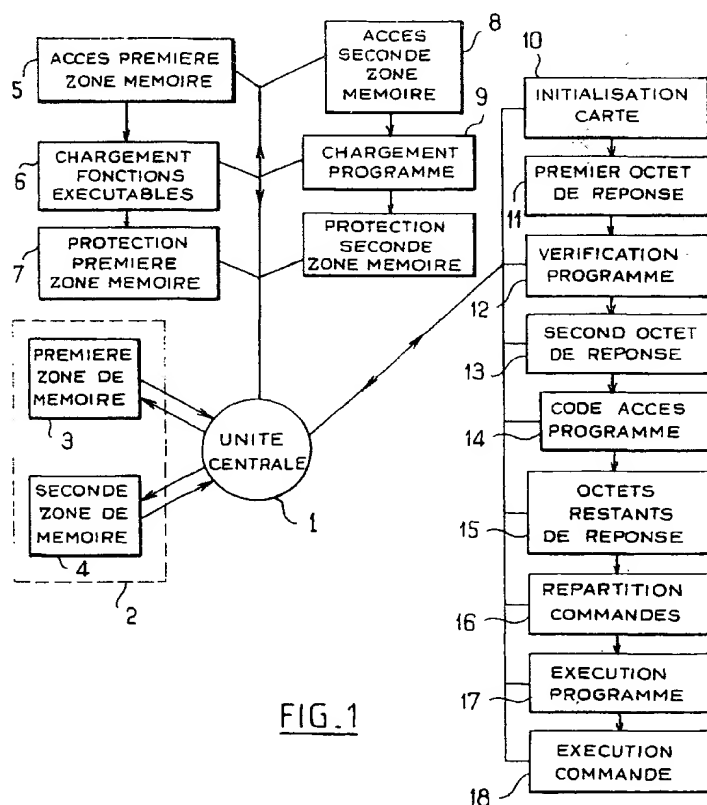 5
ACCES PREMIERE
ZONE MEMOIRE
6
CHARGEMENT
FONCTIONS
EXECUTABLES
7
PROTECTION
PREMIERE
ZONE MEMOIRE
8
ACCES
SECONDE
ZONE
MEMOIRE
9
CHARGEMENT
PROGRAMME
PROTECTION
SECONDE
ZONE MEMOIRE
PREMIERE
ZONE DE
MEMOIRE
3
SECONDE
ZONE DE
MEMOIRE
4
2
UNITE
CENTRALE
1
10
INITIALISATION
CARTE
11
PREMIER OCTET
DE REPONSE
12
VERIFICATION
PROGRAMME
13
SECOND OCTET
DE REPONSE
14
CODE ACCES
PROGRAMME
15
OCTETS
RESTANTS
DE REPONSE
16
REPARTITION
COMMANDES
17
EXECUTION
PROGRAMME
18
EXECUTION
COMMANDE
FIG_1